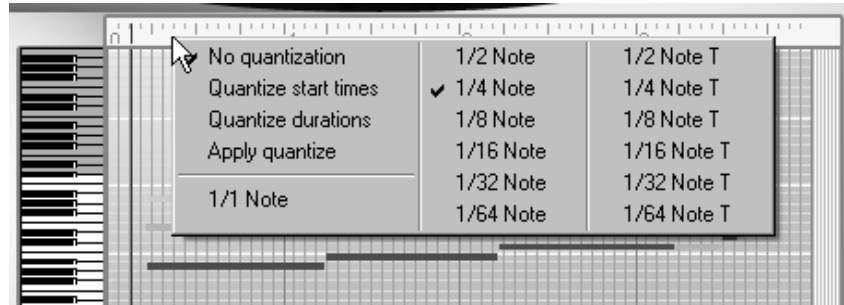 0
No quantization
Quantize start times
Quantize durations
Apply quantize
1/1 Note
1/2 Note
1/4 Note
1/8 Note
1/16 Note
1/32 Note
1/64 Note
1/2 Note T
1/4 Note T
1/8 Note T
1/16 Note T
1/32 Note T
1/64 Note T